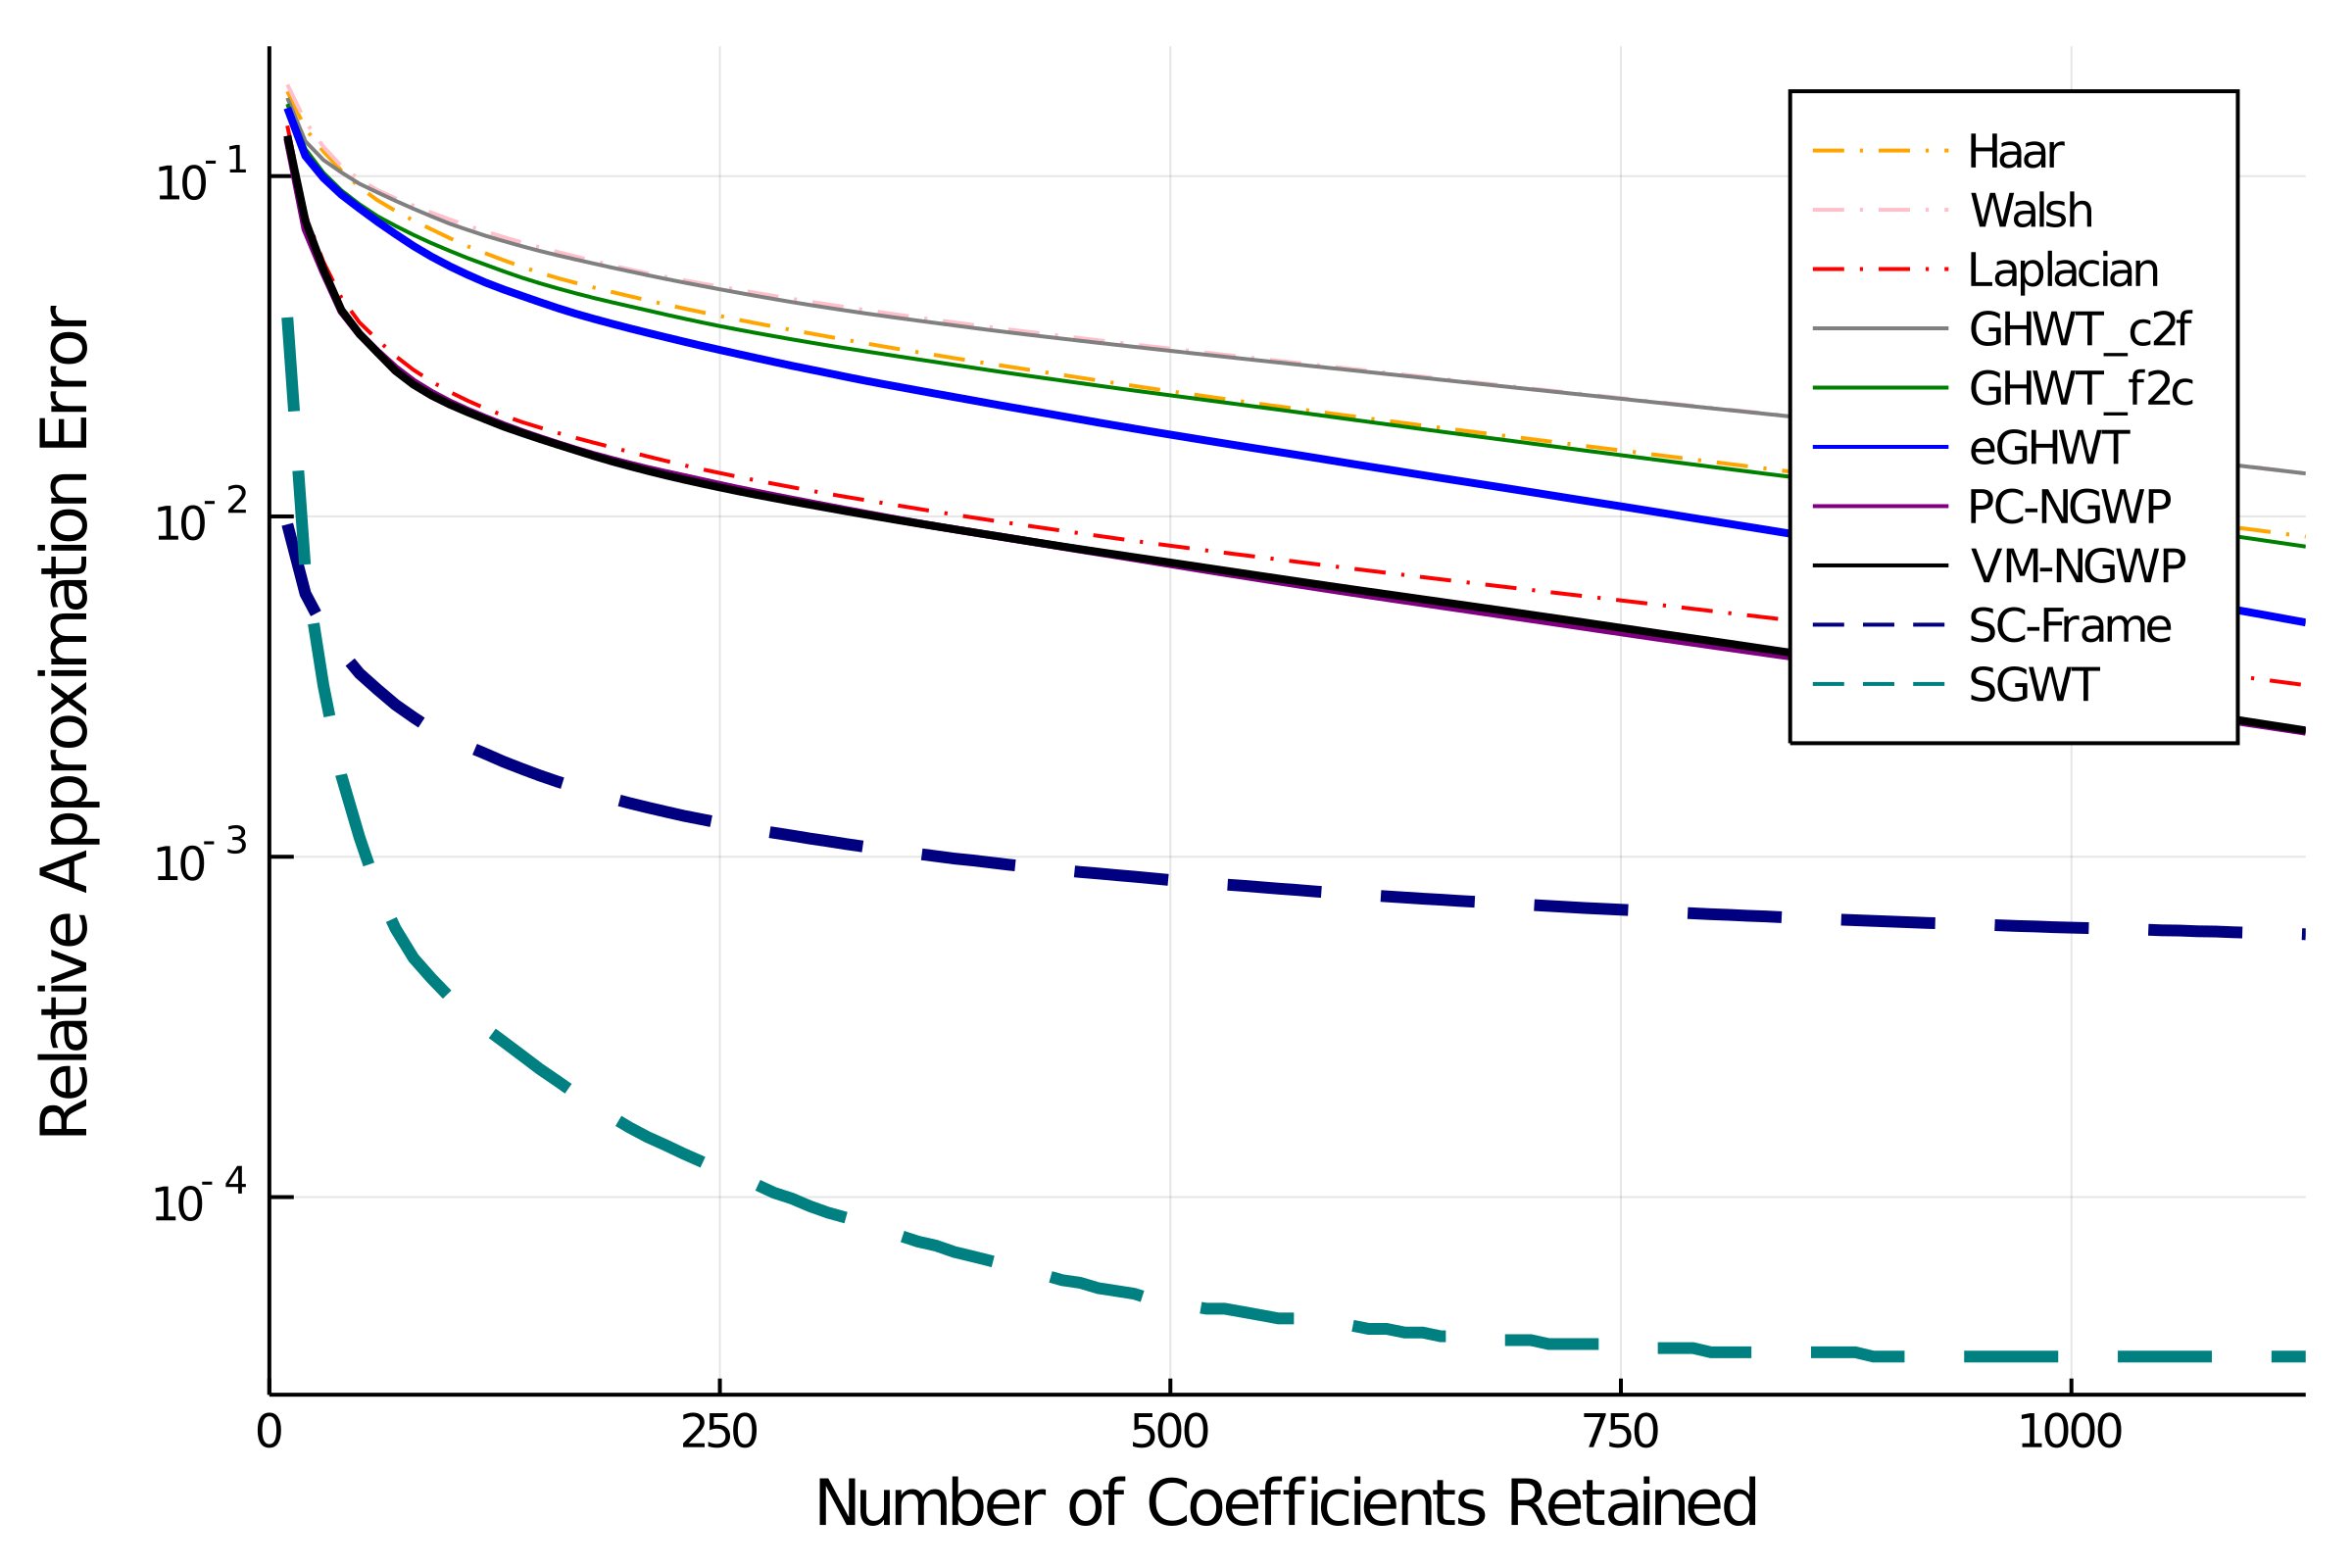 Relative Approximation Error
10^-1
10^-2
10^-3
10^-4
0 250 500 750 1000
Number of Coefficients Retained
Haar
Walsh
Laplacian
GHWT_c2f
GHWT_f2c
eGHWT
PC-NGWP
VM-NGWP
SC-Frame
SGWT